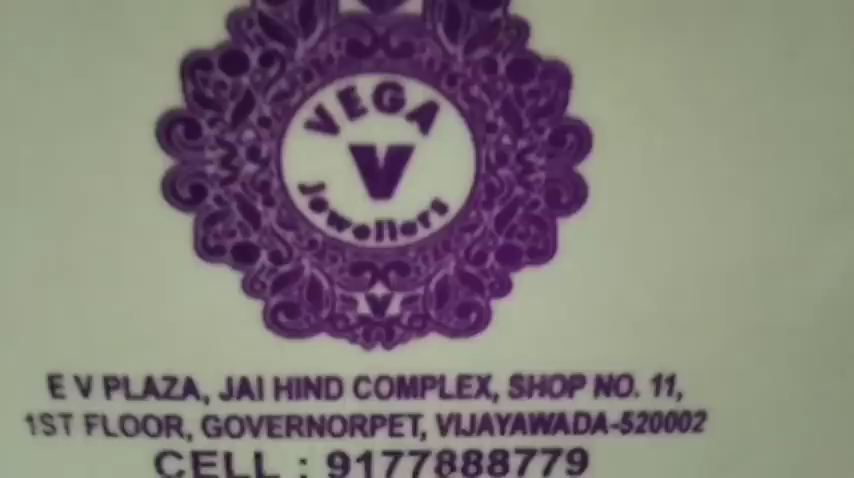 VEGA
V
Jewellers
V
E V PLAZA, JAI HIND COMPLEX, SHOP NO. 11,
1ST FLOOR, GOVERNORPET, VIJAYAWADA-520002
CELL : 9177888779